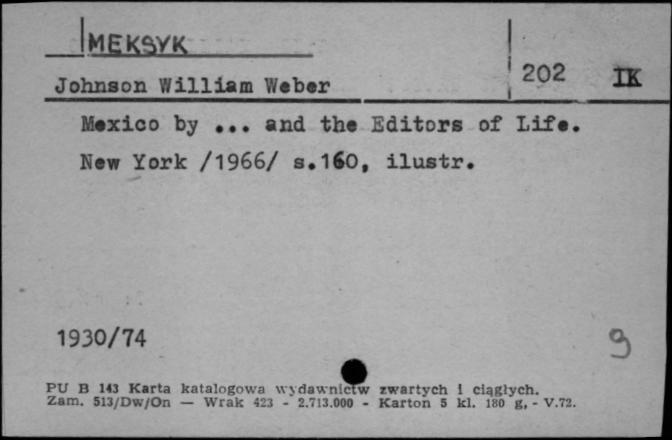 MEKSYK
Johnson William Weber 202 IK
Mexico by ... and the Editors of Life.
New York /1966/ s.160, ilustr.
1930/74 9
PU B 143 Karta katalogowa wydawnictw zwartych i ciągłych.
Zam. 513/Dw/On — Wrak 423 - 2.713.000 - Karton 5 kl. 180 g, - V.72.